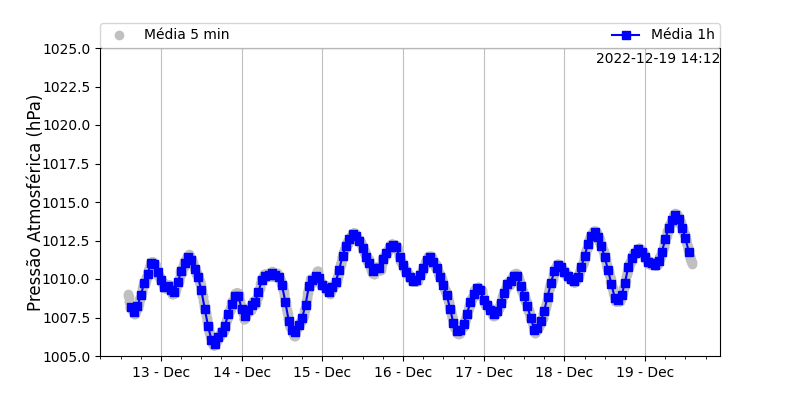 Média 5 min
Média 1h
2022-12-19 14:12
Pressão Atmosférica (hPa)
1025.0
1022.5
1020.0
1017.5
1015.0
1012.5
1010.0
1007.5
1005.0
13 - Dec
14 - Dec
15 - Dec
16 - Dec
17 - Dec
18 - Dec
19 - Dec